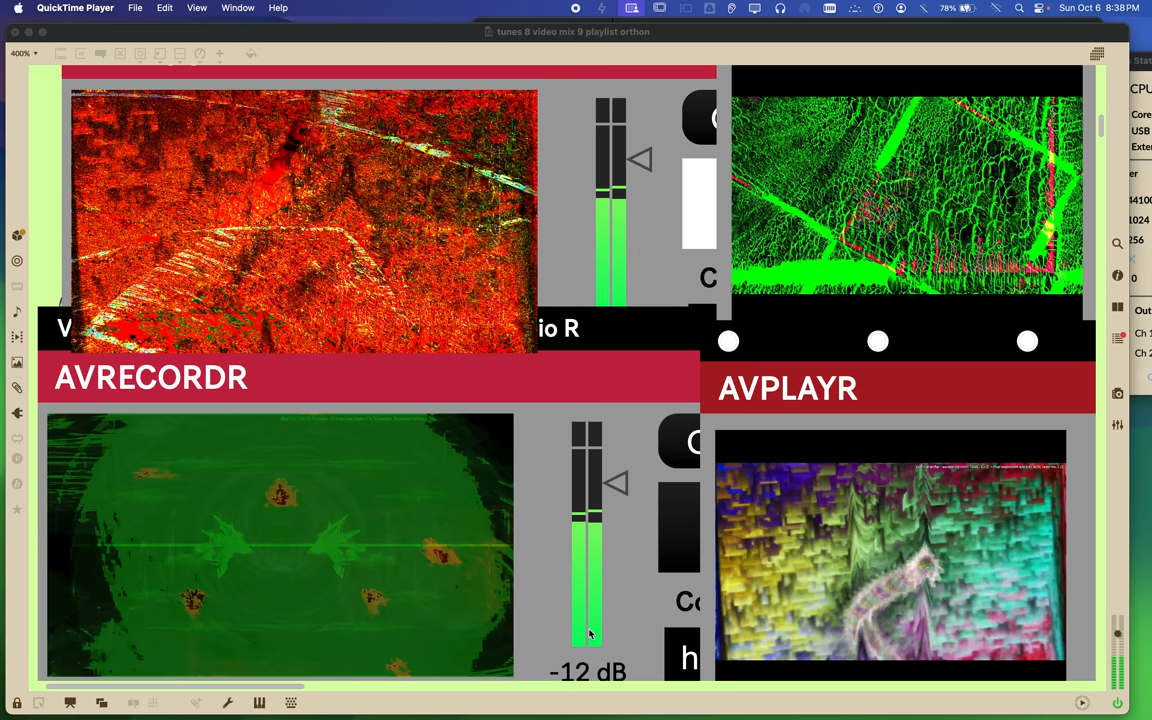 QuickTime Player File Edit View Window Help
78% Sun Oct 6 8:38 PM
tunes 8 video mix 9 playlist orthon
400%
Stat
CPU
Core
USB
Exter
er
44100
1024
256
0
Out
Ch 1
Ch 2
C
V
io R
AVRECORDR
AVPLAYR
C
Co
h
-12 dB